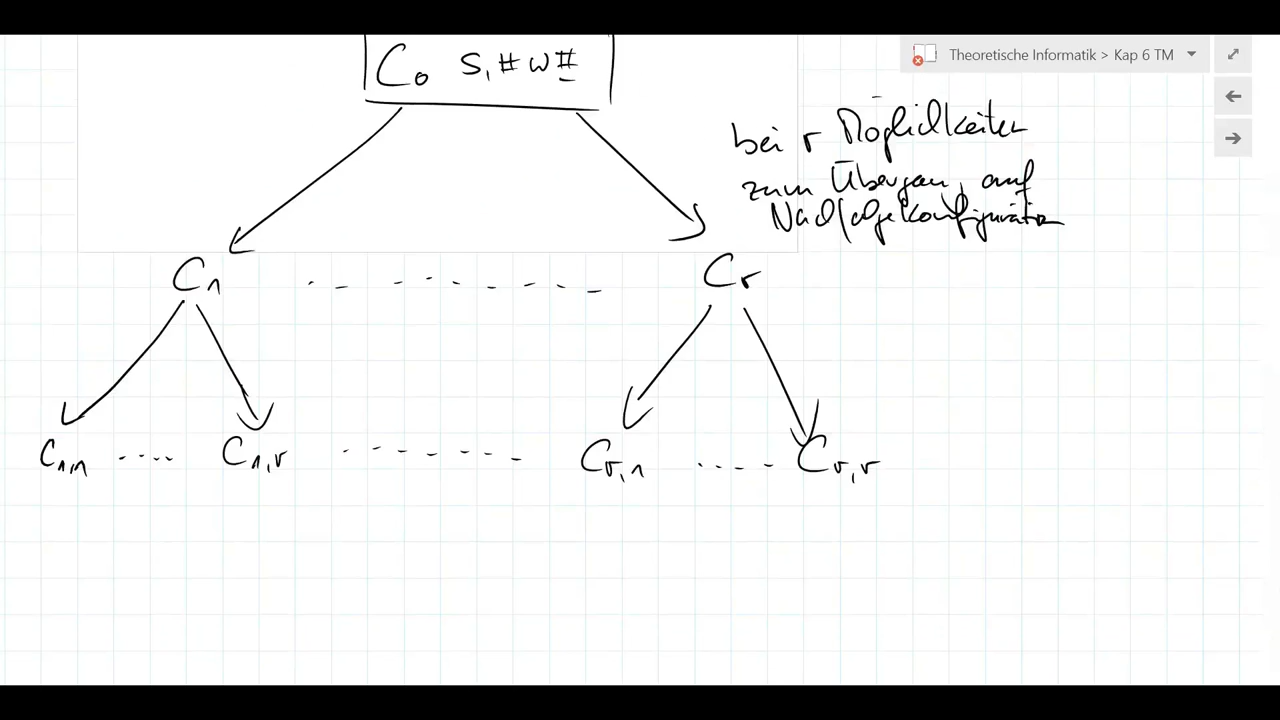 Theoretische Informatik > Kap 6 TM
C₀ s, # w #
bei r Möglichkeiten
zum Übergang auf
Nachfolgekonfiguration
C₁ ......... Cᵣ
C₁,₁ .... C₁,ᵣ ......... Cᵣ,₁ ..... Cᵣ,ᵣ